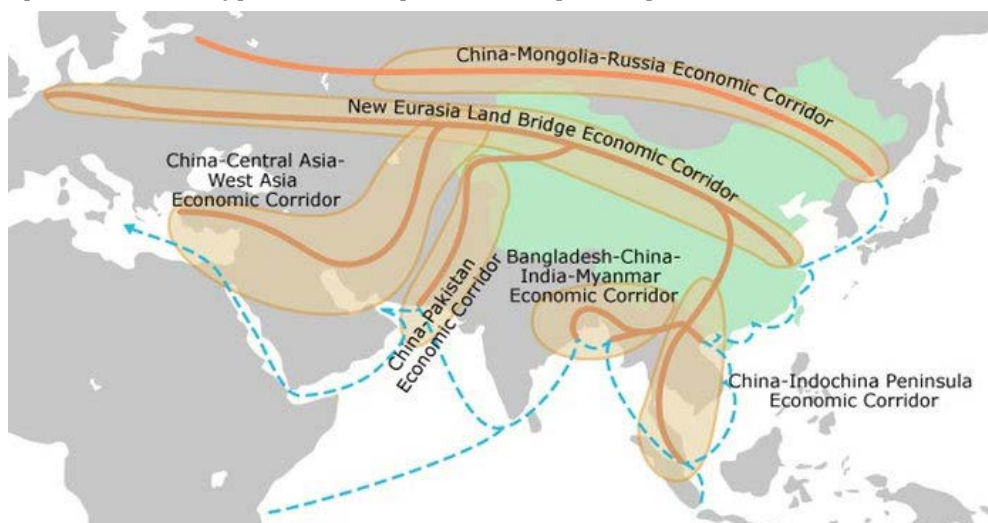 China-Mongolia-Russia Economic Corridor
New Eurasia Land Bridge Economic Corridor
China-Central Asia-
West Asia
Economic Corridor
Bangladesh-China-
India-Myanmar
Economic Corridor
China-Pakistan
Economic Corridor
China-Indochina Peninsula
Economic Corridor